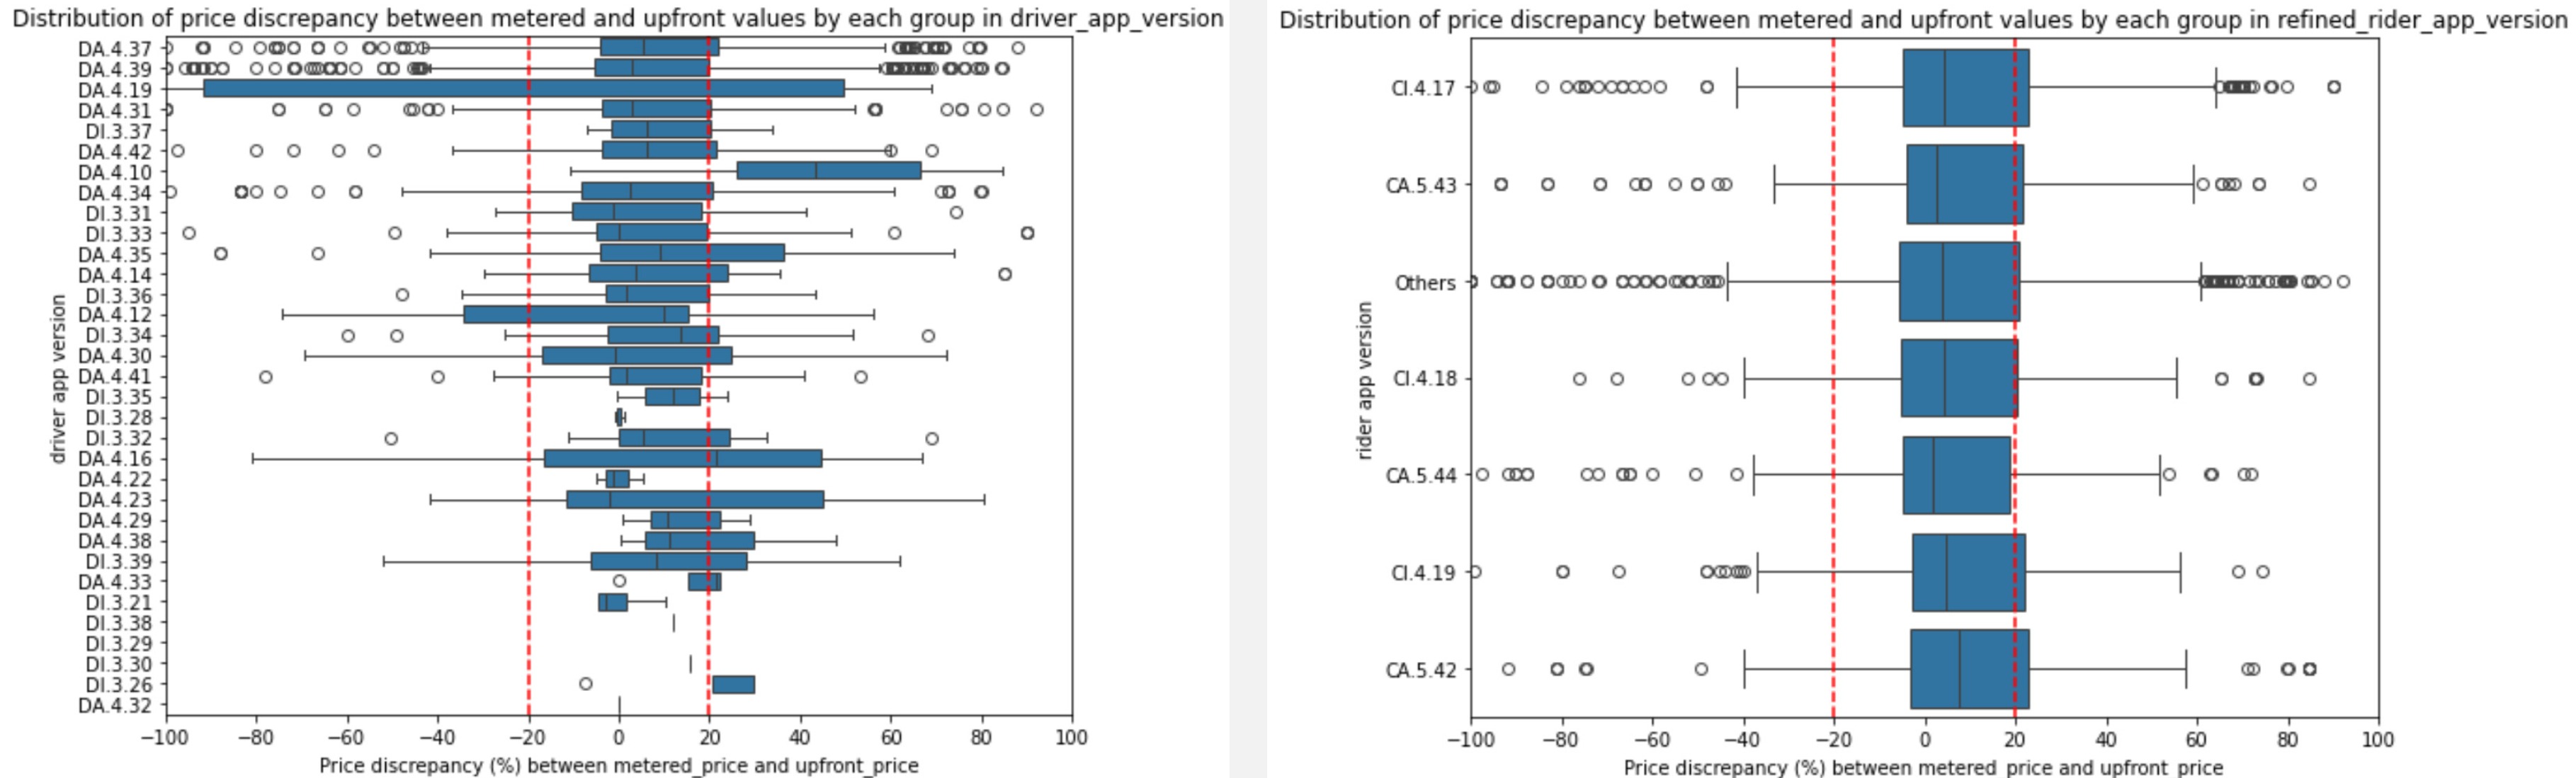 Distribution of price discrepancy between metered and upfront values by each group in driver_app_version
driver app version
DA.4.37
DA.4.39
DA.4.19
DA.4.31
DI.3.37
DA.4.42
DA.4.10
DA.4.34
DI.3.31
DI.3.33
DA.4.35
DA.4.14
DI.3.36
DA.4.12
DI.3.34
DA.4.30
DA.4.41
DI.3.35
DI.3.28
DI.3.32
DA.4.16
DA.4.22
DA.4.23
DA.4.29
DA.4.38
DI.3.39
DA.4.33
DI.3.21
DI.3.38
DI.3.29
DI.3.30
DI.3.26
DA.4.32
−100 −80 −60 −40 −20 0 20 40 60 80 100
Price discrepancy (%) between metered_price and upfront_price
Distribution of price discrepancy between metered and upfront values by each group in refined_rider_app_version
rider app version
CI.4.17
CA.5.43
Others
CI.4.18
CA.5.44
CI.4.19
CA.5.42
−100 −80 −60 −40 −20 0 20 40 60 80 100
Price discrepancy (%) between metered_price and upfront_price